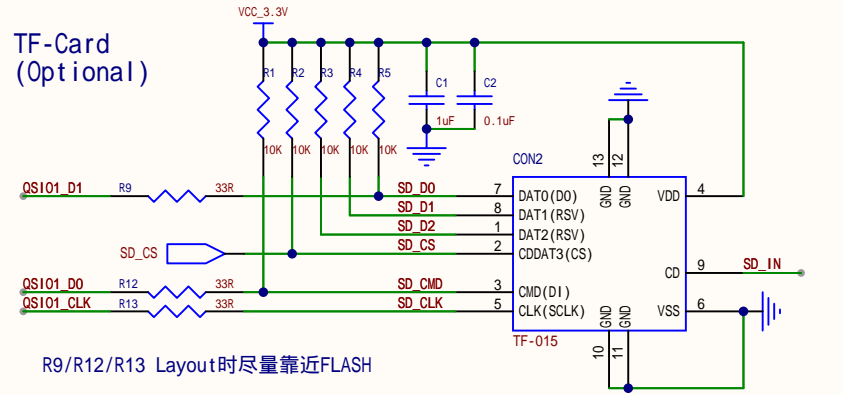 VCC_3.3V
TF-Card
(Optional)
R1 R2 R3 R4 R5 C1 C2
1uF 0.1uF
10K 10K 10K 10K 10K
CON2
13 12
GND GND
QSIO1_D1 R9 33R SD_D0 7 DAT0(DO) VDD 4
SD_D1 8 DAT1(RSV)
SD_D2 1 DAT2(RSV)
SD_CS SD_CS 2 CDDAT3(CS)
CD 9 SD_IN
QSIO1_D0 R12 33R SD_CMD 3 CMD(DI)
QSIO1_CLK R13 33R SD_CLK 5 CLK(SCLK) VSS 6
GND GND
TF-015
10 11
R9/R12/R13 Layout时尽量靠近FLASH